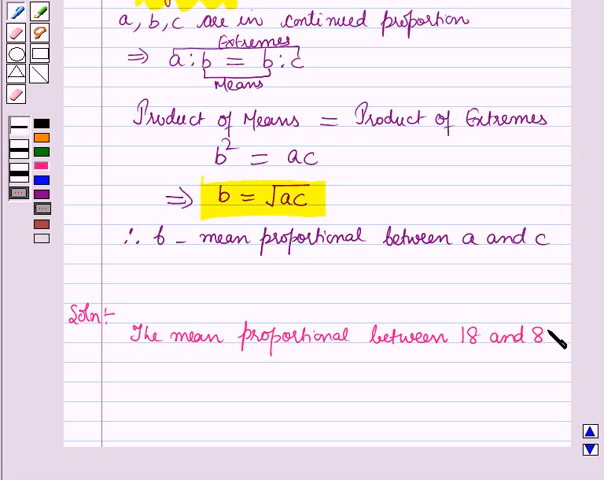 a, b, c are in continued proportion
Extremes
⇒ a : b = b : c
Means
Product of Means = Product of Extremes
b² = ac
⇒ b = √ac
∴ b - mean proportional between a and c
Soln:-
The mean proportional between 18 and 8